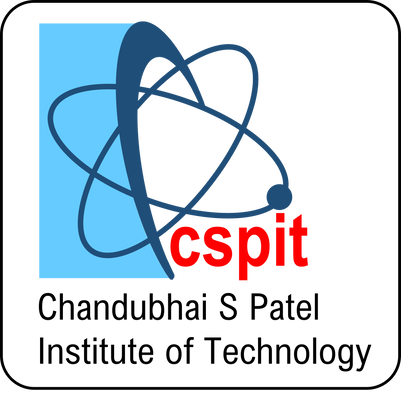 cspit
Chandubhai S Patel
Institute of Technology